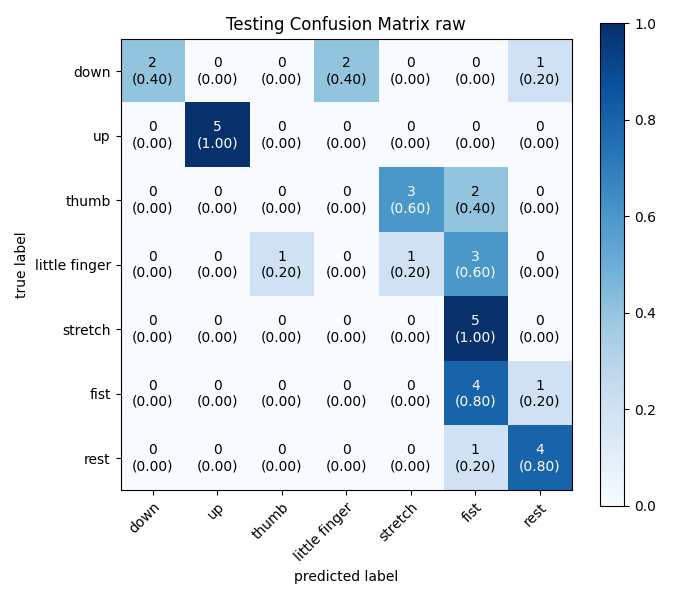 Testing Confusion Matrix raw
true label
down
2 0 0 2 0 0 1
(0.40) (0.00) (0.00) (0.40) (0.00) (0.00) (0.20)
up
0 5 0 0 0 0 0
(0.00) (1.00) (0.00) (0.00) (0.00) (0.00) (0.00)
thumb
0 0 0 0 3 2 0
(0.00) (0.00) (0.00) (0.00) (0.60) (0.40) (0.00)
little finger
0 0 1 0 1 3 0
(0.00) (0.00) (0.20) (0.00) (0.20) (0.60) (0.00)
stretch
0 0 0 0 0 5 0
(0.00) (0.00) (0.00) (0.00) (0.00) (1.00) (0.00)
fist
0 0 0 0 0 4 1
(0.00) (0.00) (0.00) (0.00) (0.00) (0.80) (0.20)
rest
0 0 0 0 0 1 4
(0.00) (0.00) (0.00) (0.00) (0.00) (0.20) (0.80)
down up thumb little finger stretch fist rest
predicted label
1.0
0.8
0.6
0.4
0.2
0.0